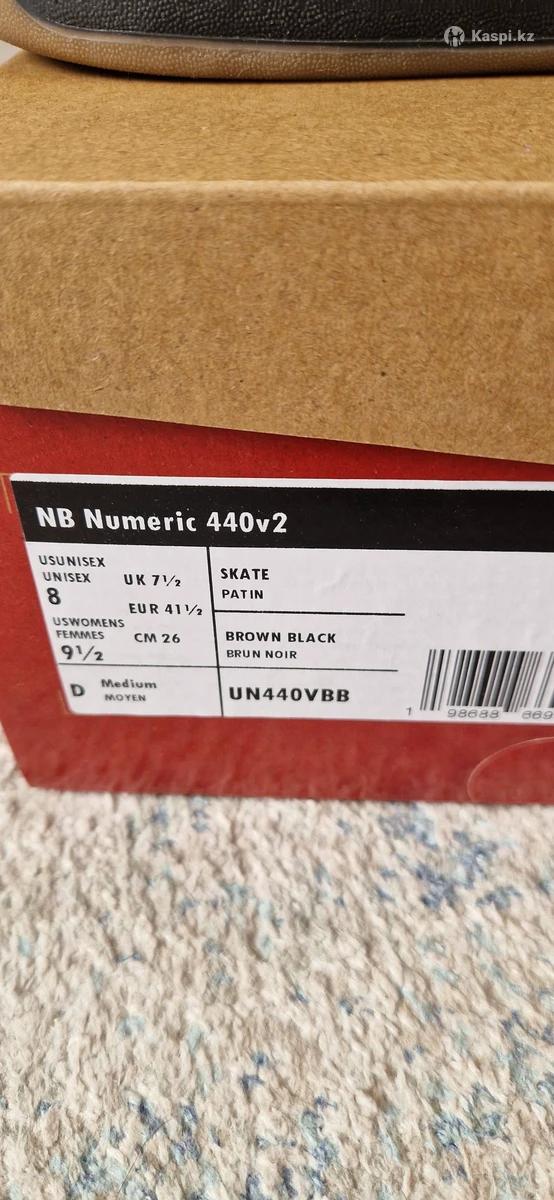 Kaspi.kz
NB Numeric 440v2
USUNISEX
UNISEX
8
UK 7½
EUR 41½
USWOMENS
FEMMES
9½
CM 26
SKATE
PATIN
BROWN BLACK
BRUN NOIR
D
Medium
MOYEN
UN440VBB
1 98688 669